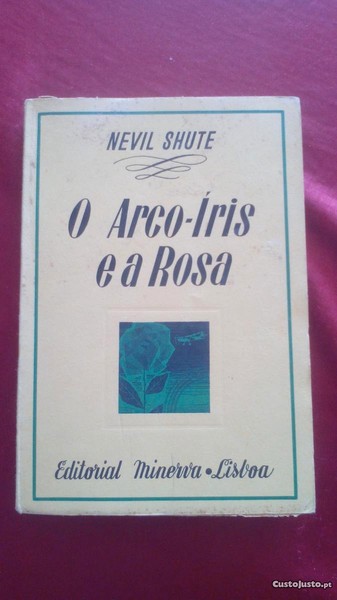 NEVIL SHUTE
O Arco-Íris
e a Rosa
Editorial Minerva • Lisboa
CustoJusto.pt